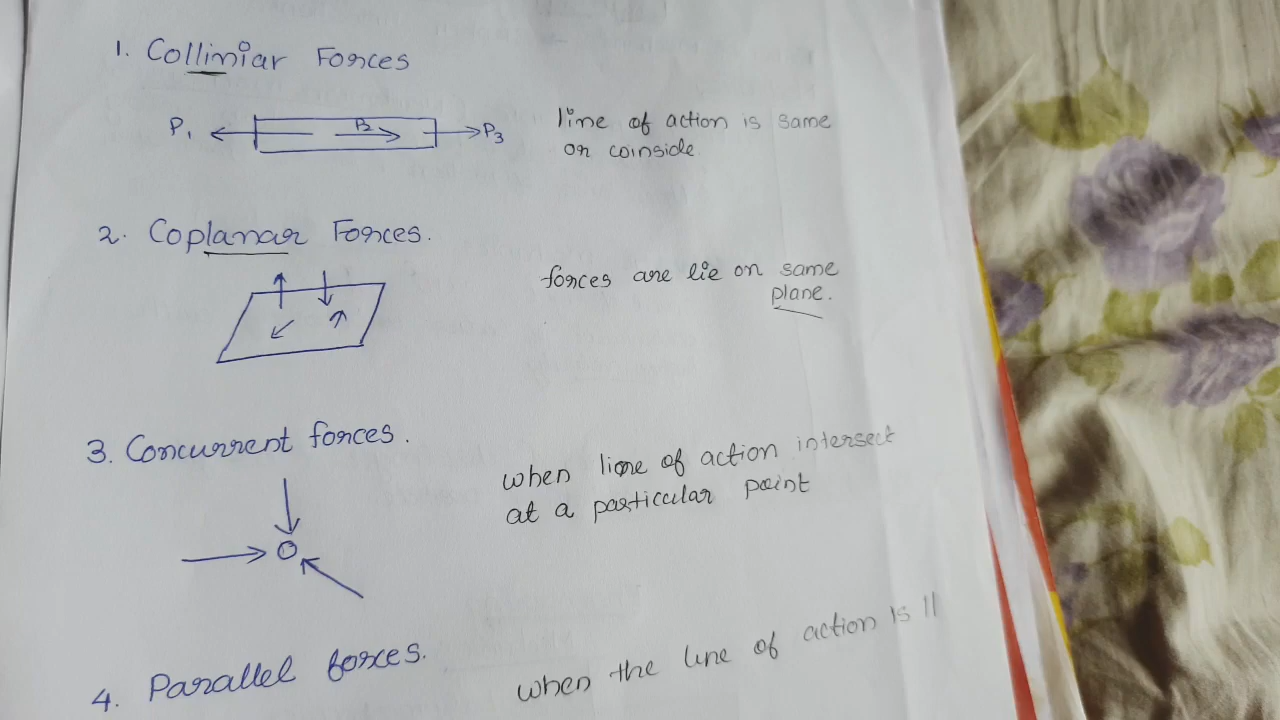 1. Colliniar Forces
P1 P2 P3
line of action is same
or coinside
2. Coplanar Forces.
forces are lie on same
plane.
3. Concurrent forces.
when line of action intersect
at a particular point
4. Parallel forces.
when the line of action is ||